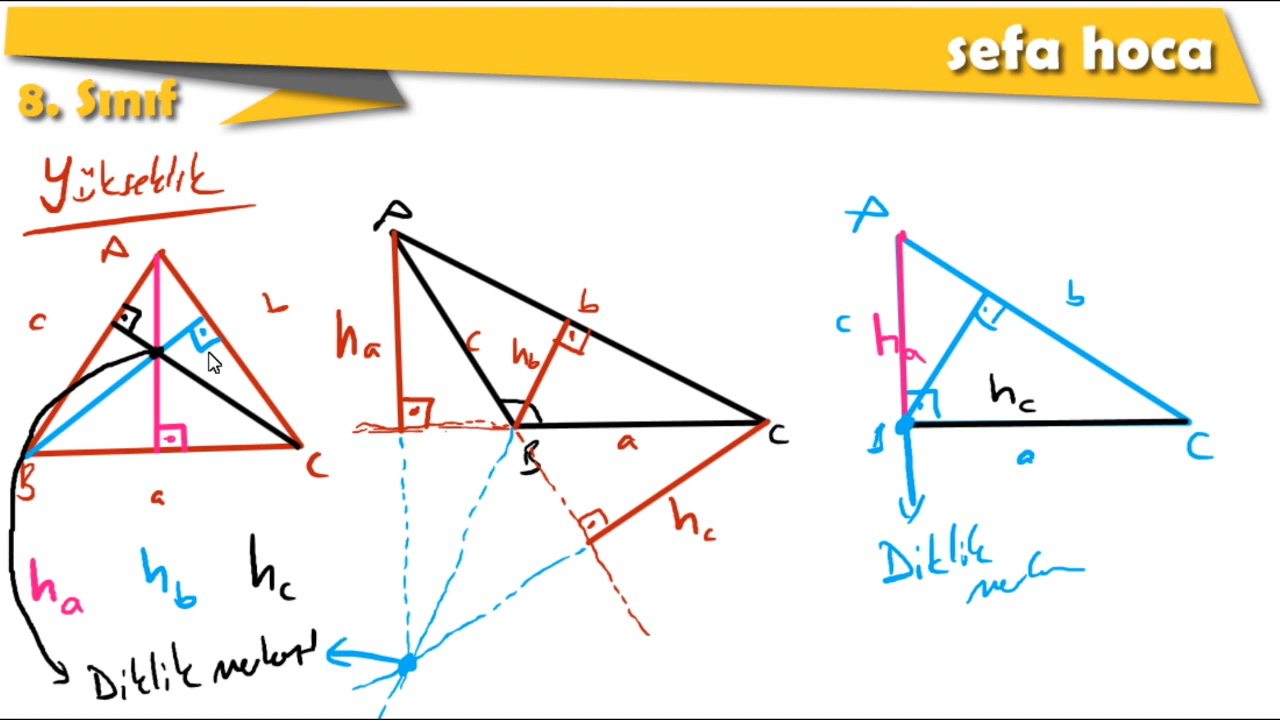 sefa hoca
8. Sınıf
Yükseklik
A
c
b
B
C
a
ha
hb
hc
Diklik merkezi
A
b
c
ha
hb
B
a
C
hc
A
b
c
ha
hc
B
a
C
Diklik